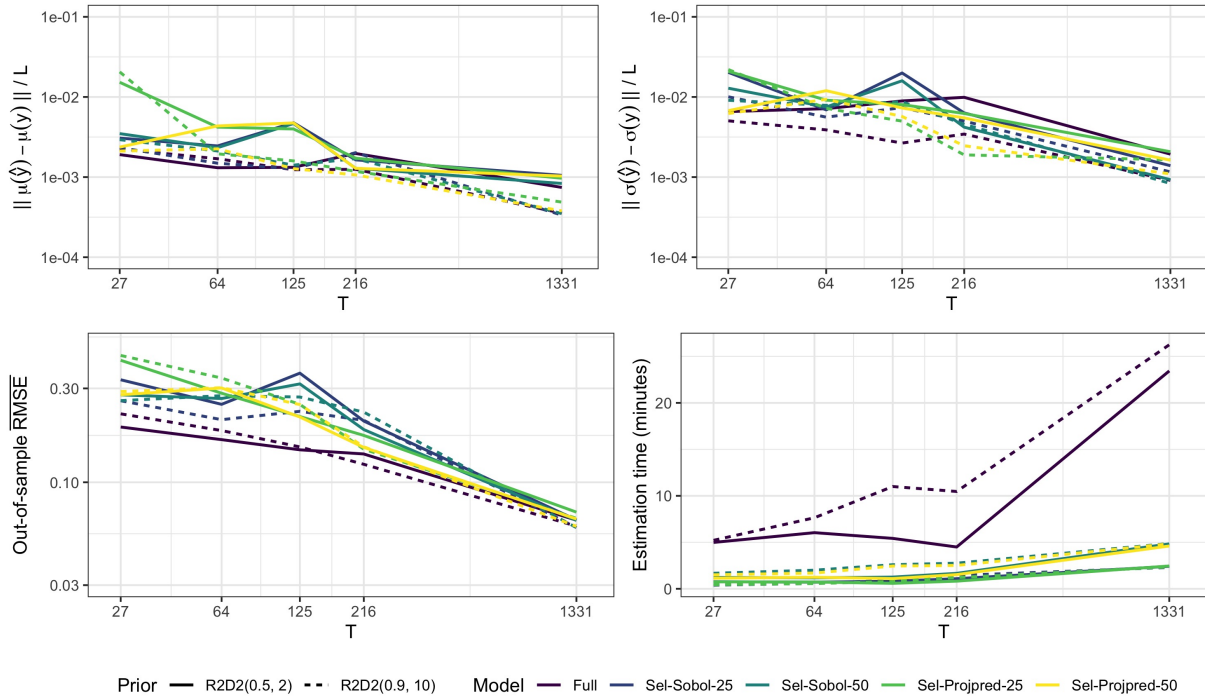 || μ(ŷ) − μ(y) || / L
1e-01
1e-02
1e-03
1e-04
27 64 125 216 1331
T
|| σ(ŷ) − σ(y) || / L
1e-01
1e-02
1e-03
1e-04
27 64 125 216 1331
T
Out-of-sample R̅M̅S̅E̅
0.30
0.10
0.03
27 64 125 216 1331
T
Estimation time (minutes)
20
10
0
27 64 125 216 1331
T
Prior R2D2(0.5, 2) R2D2(0.9, 10) Model Full Sel-Sobol-25 Sel-Sobol-50 Sel-Projpred-25 Sel-Projpred-50